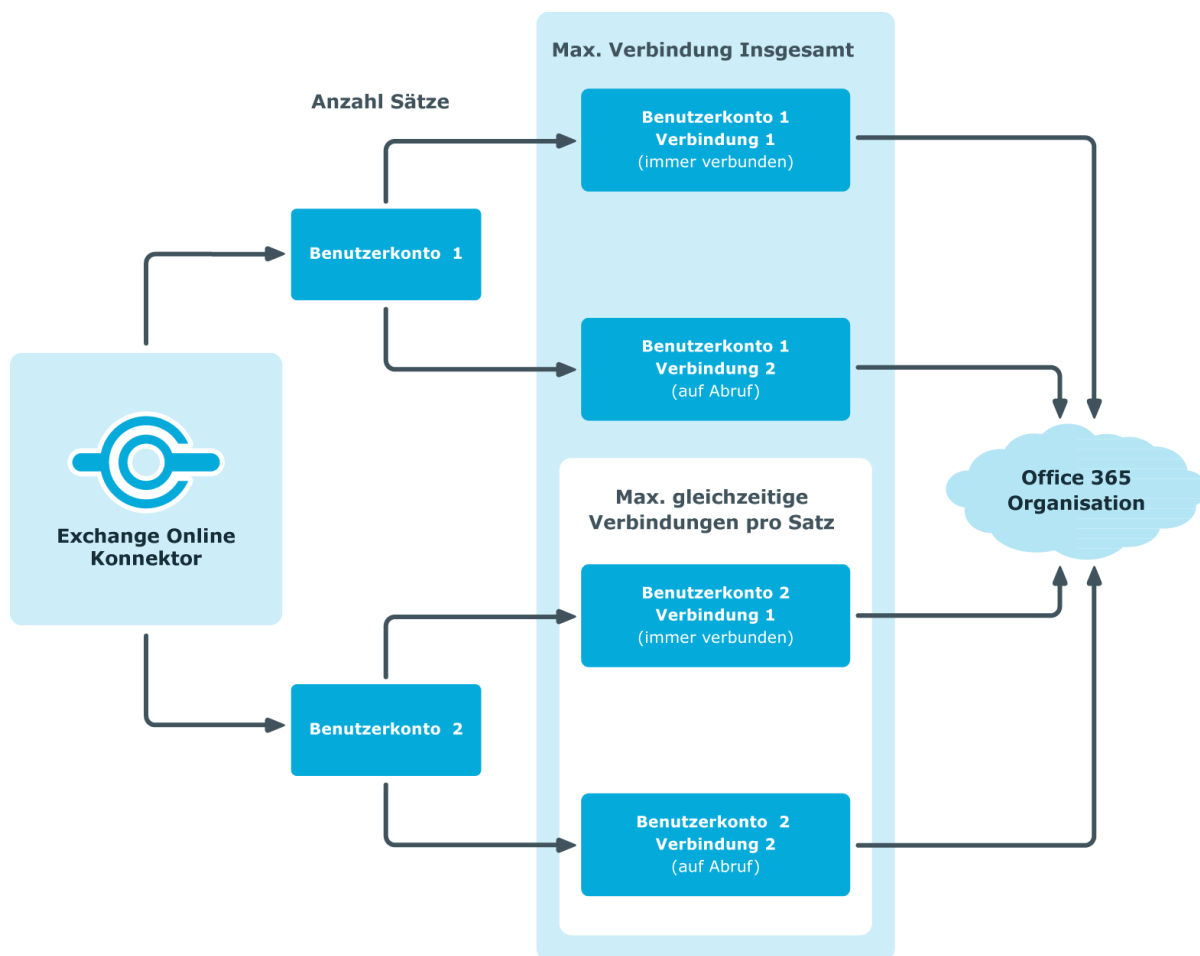 Max. Verbindung Insgesamt
Anzahl Sätze
Benutzerkonto 1
Verbindung 1
(immer verbunden)
Benutzerkonto 1
Benutzerkonto 1
Verbindung 2
(auf Abruf)
Exchange Online
Konnektor
Office 365
Organisation
Max. gleichzeitige
Verbindungen pro Satz
Benutzerkonto 2
Verbindung 1
(immer verbunden)
Benutzerkonto 2
Benutzerkonto 2
Verbindung 2
(auf Abruf)